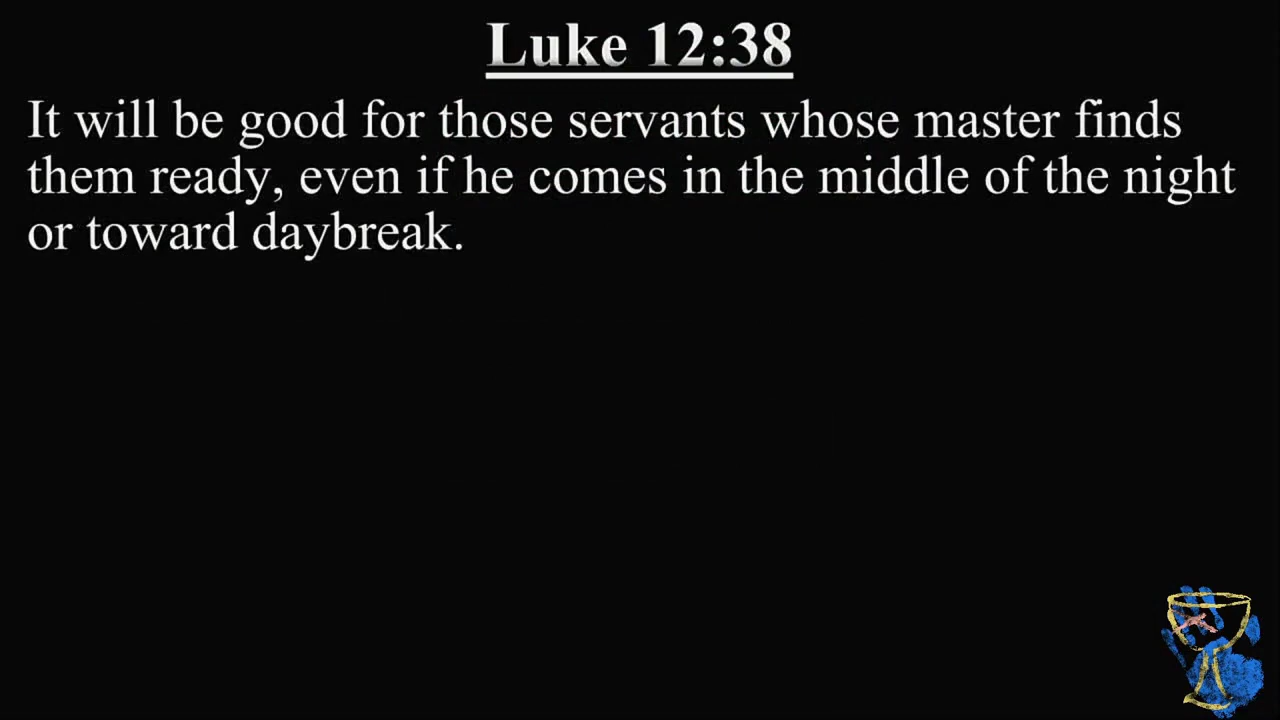 Luke 12:38
It will be good for those servants whose master finds
them ready, even if he comes in the middle of the night
or toward daybreak.